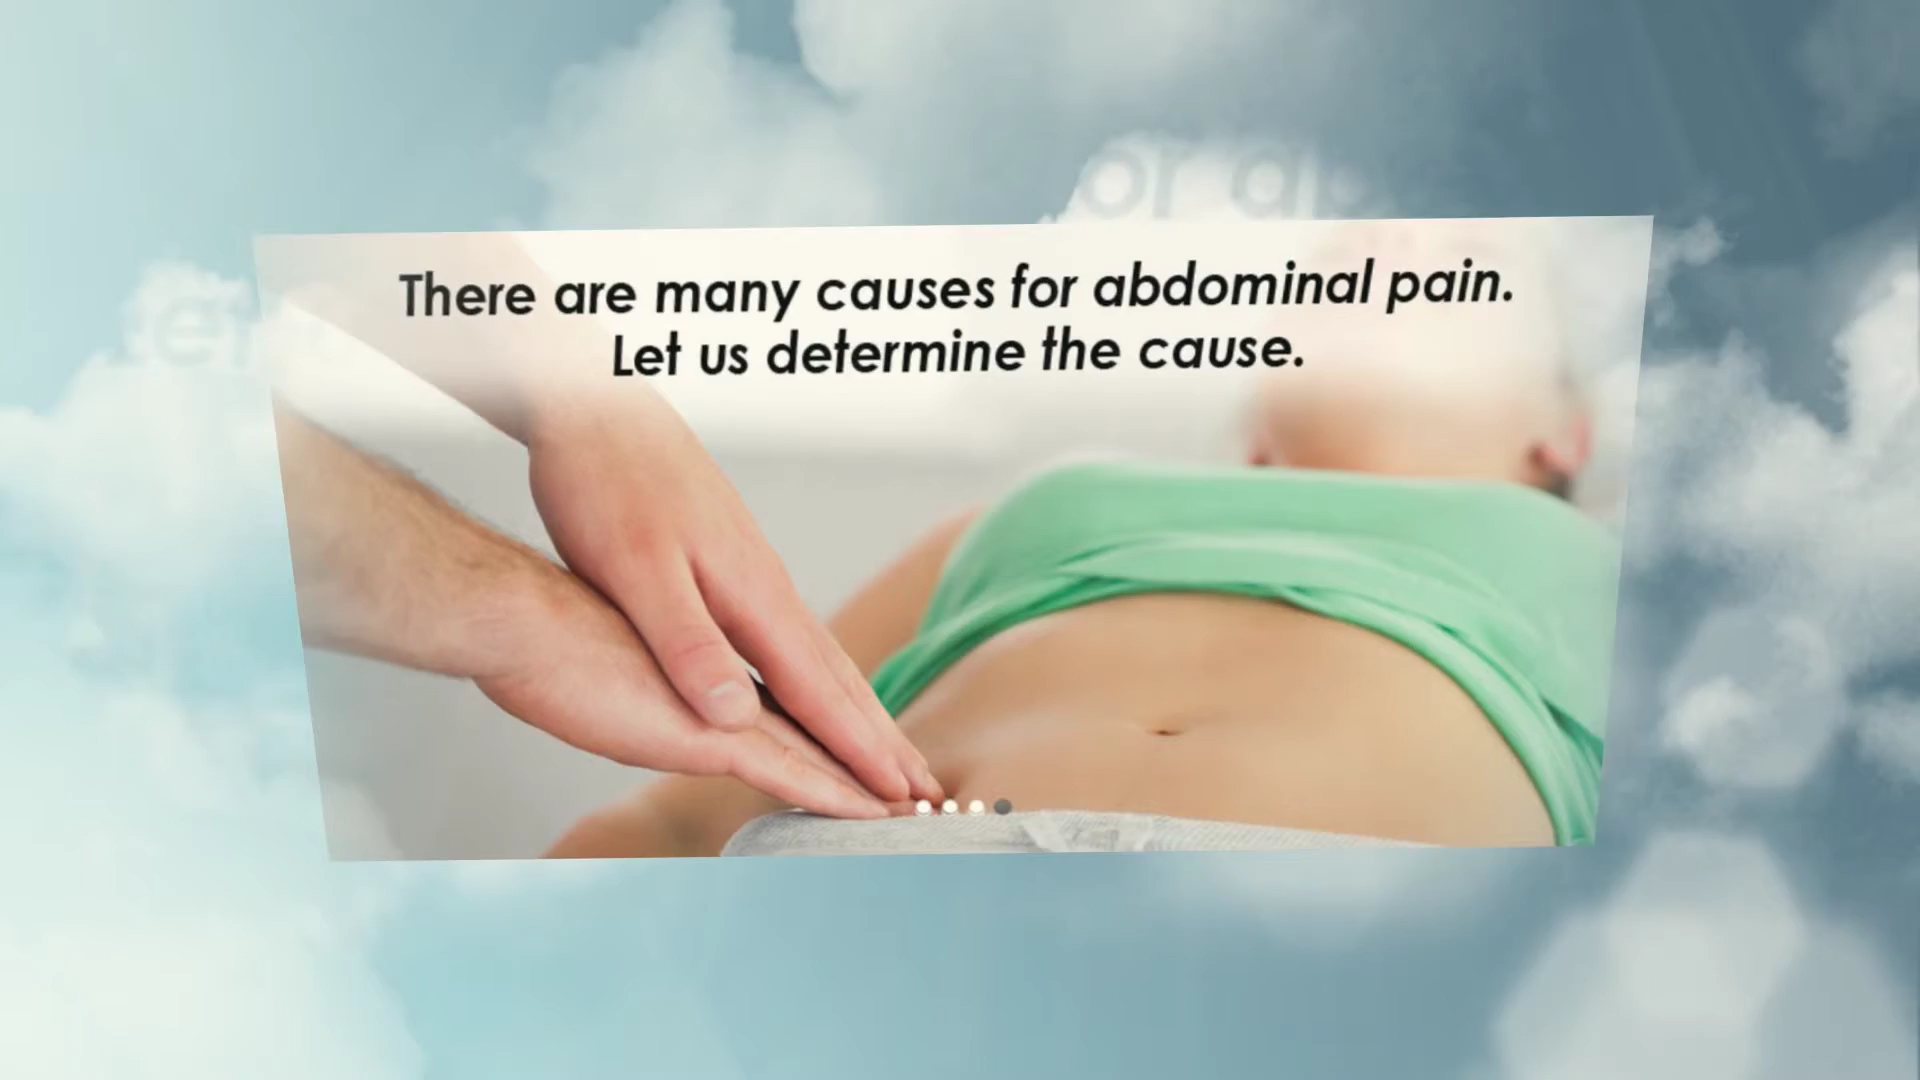 There are many causes for abdominal pain.
Let us determine the cause.